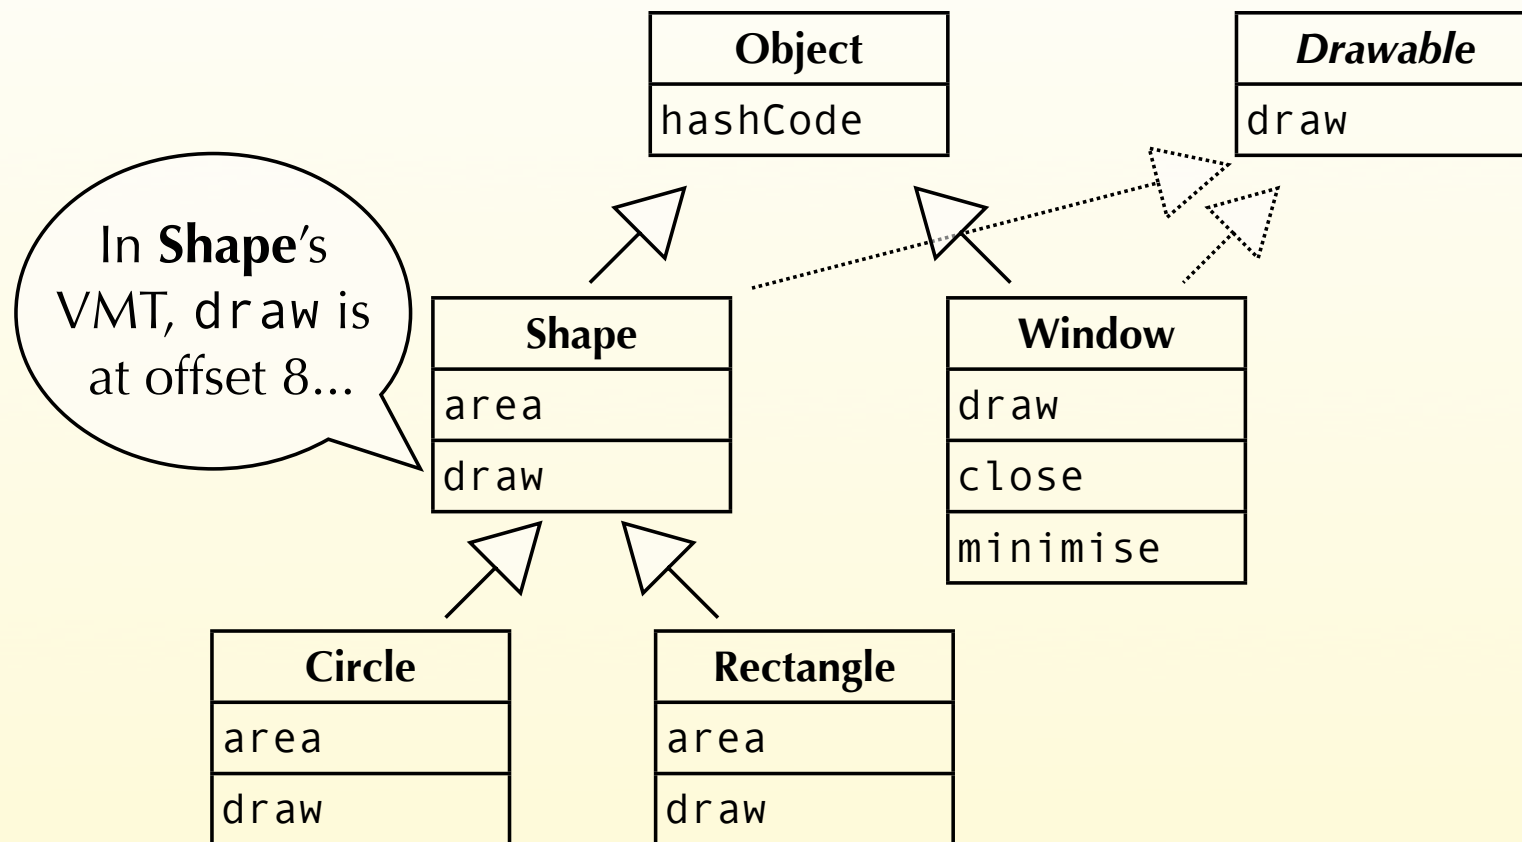 Object
hashCode
Drawable
draw
In Shape's
VMT, draw is
at offset 8...
Shape
area
draw
Window
draw
close
minimise
Circle
area
draw
Rectangle
area
draw